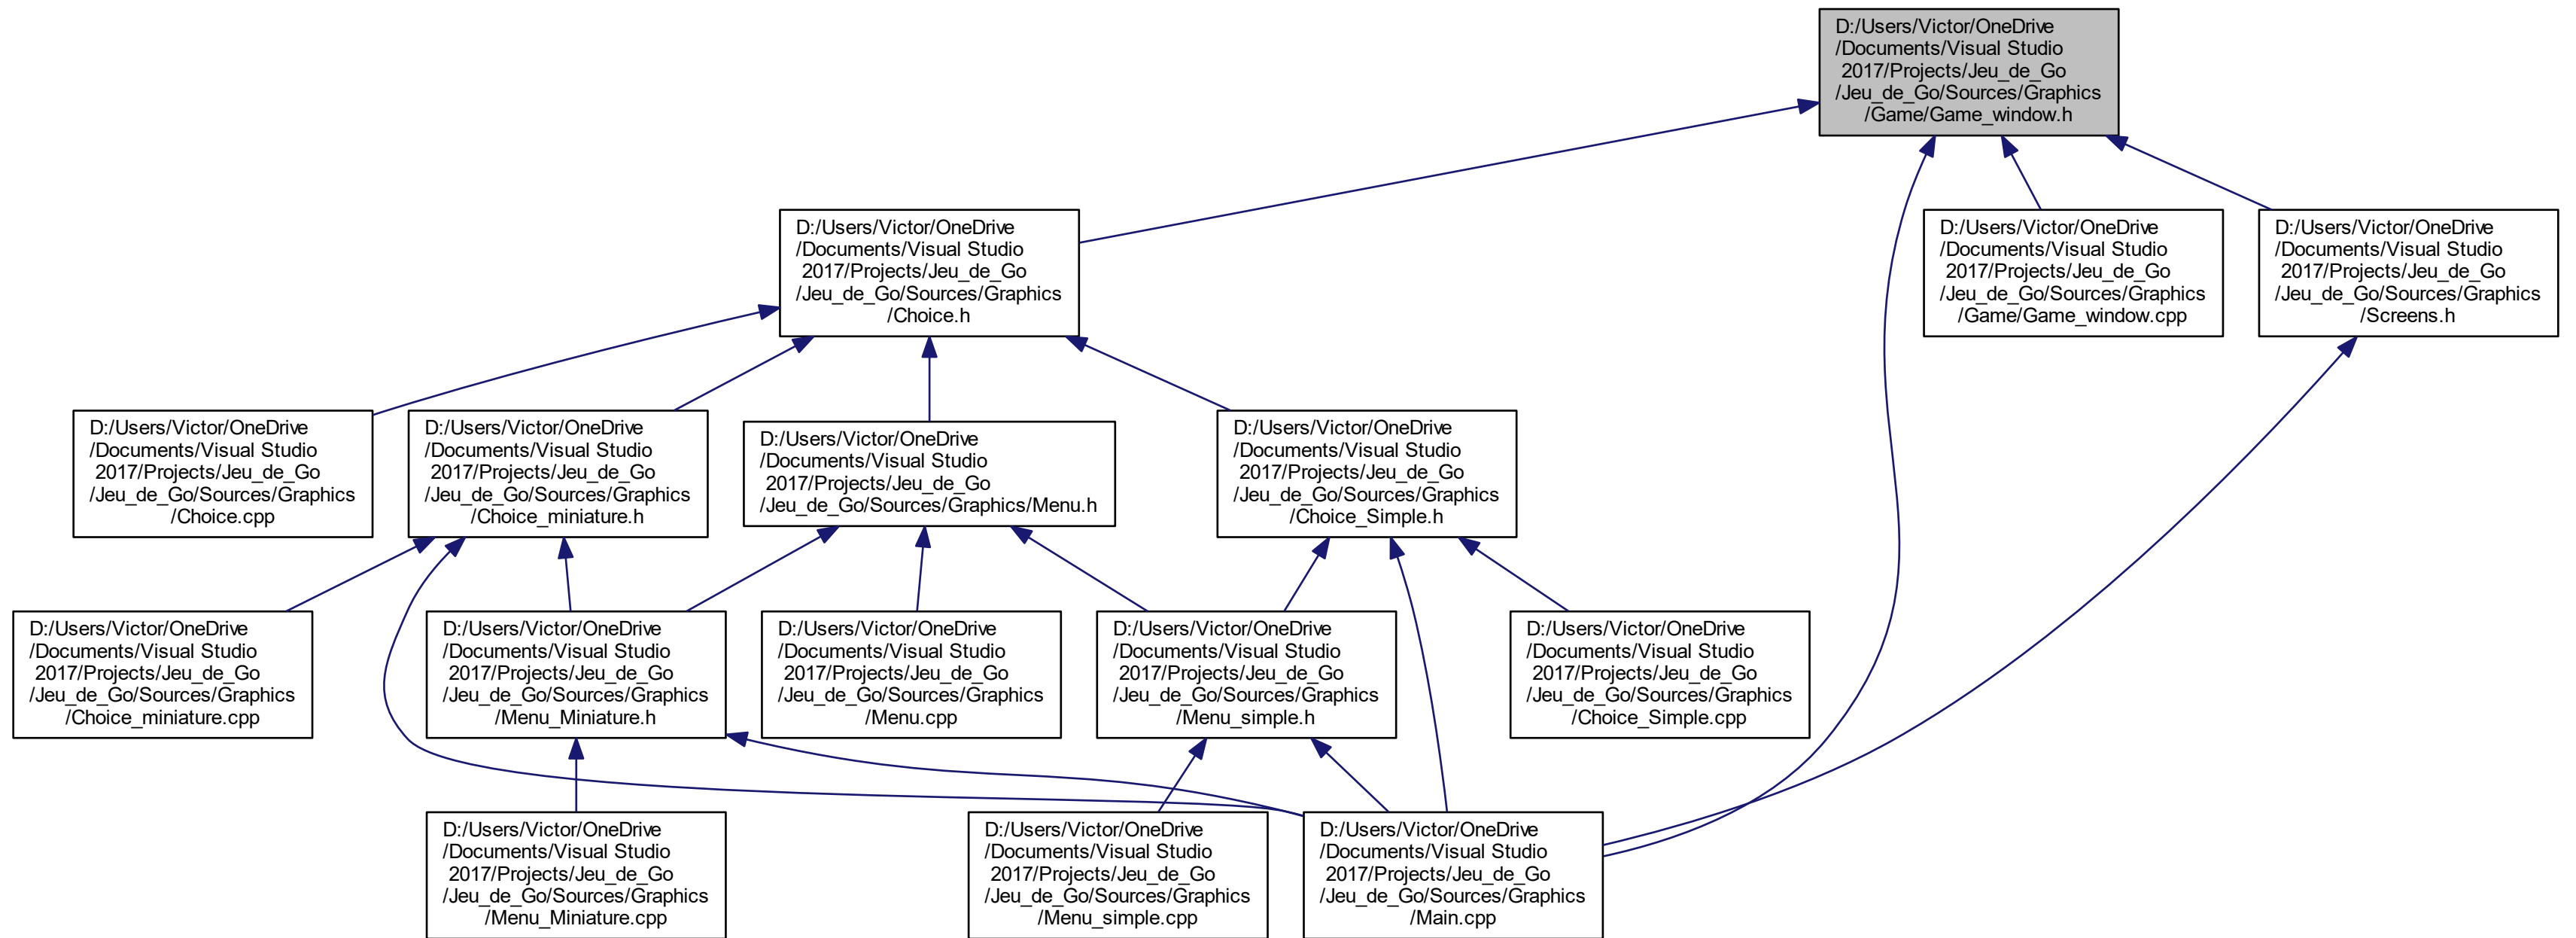 D:/Users/Victor/OneDrive
/Documents/Visual Studio
2017/Projects/Jeu_de_Go
/Jeu_de_Go/Sources/Graphics
/Game/Game_window.h
D:/Users/Victor/OneDrive
/Documents/Visual Studio
2017/Projects/Jeu_de_Go
/Jeu_de_Go/Sources/Graphics
/Choice.h
D:/Users/Victor/OneDrive
/Documents/Visual Studio
2017/Projects/Jeu_de_Go
/Jeu_de_Go/Sources/Graphics
/Game/Game_window.cpp
D:/Users/Victor/OneDrive
/Documents/Visual Studio
2017/Projects/Jeu_de_Go
/Jeu_de_Go/Sources/Graphics
/Screens.h
D:/Users/Victor/OneDrive
/Documents/Visual Studio
2017/Projects/Jeu_de_Go
/Jeu_de_Go/Sources/Graphics
/Choice.cpp
D:/Users/Victor/OneDrive
/Documents/Visual Studio
2017/Projects/Jeu_de_Go
/Jeu_de_Go/Sources/Graphics
/Choice_miniature.h
D:/Users/Victor/OneDrive
/Documents/Visual Studio
2017/Projects/Jeu_de_Go
/Jeu_de_Go/Sources/Graphics/Menu.h
D:/Users/Victor/OneDrive
/Documents/Visual Studio
2017/Projects/Jeu_de_Go
/Jeu_de_Go/Sources/Graphics
/Choice_Simple.h
D:/Users/Victor/OneDrive
/Documents/Visual Studio
2017/Projects/Jeu_de_Go
/Jeu_de_Go/Sources/Graphics
/Choice_miniature.cpp
D:/Users/Victor/OneDrive
/Documents/Visual Studio
2017/Projects/Jeu_de_Go
/Jeu_de_Go/Sources/Graphics
/Menu_Miniature.h
D:/Users/Victor/OneDrive
/Documents/Visual Studio
2017/Projects/Jeu_de_Go
/Jeu_de_Go/Sources/Graphics
/Menu.cpp
D:/Users/Victor/OneDrive
/Documents/Visual Studio
2017/Projects/Jeu_de_Go
/Jeu_de_Go/Sources/Graphics
/Menu_simple.h
D:/Users/Victor/OneDrive
/Documents/Visual Studio
2017/Projects/Jeu_de_Go
/Jeu_de_Go/Sources/Graphics
/Choice_Simple.cpp
D:/Users/Victor/OneDrive
/Documents/Visual Studio
2017/Projects/Jeu_de_Go
/Jeu_de_Go/Sources/Graphics
/Menu_Miniature.cpp
D:/Users/Victor/OneDrive
/Documents/Visual Studio
2017/Projects/Jeu_de_Go
/Jeu_de_Go/Sources/Graphics
/Menu_simple.cpp
D:/Users/Victor/OneDrive
/Documents/Visual Studio
2017/Projects/Jeu_de_Go
/Jeu_de_Go/Sources/Graphics
/Main.cpp